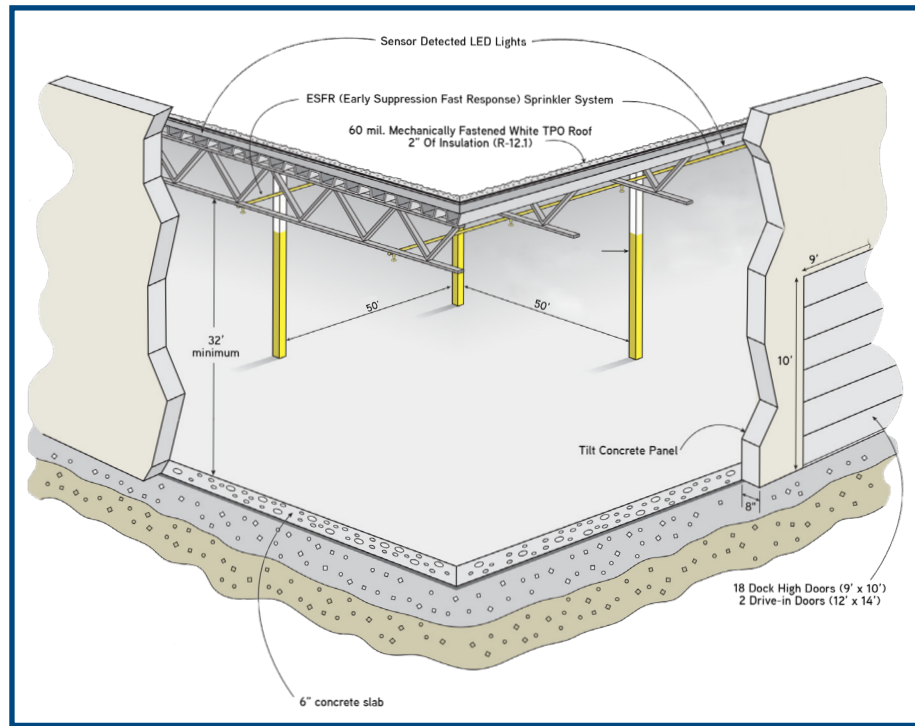 Sensor Detected LED Lights
ESFR (Early Suppression Fast Response) Sprinkler System
60 mil. Mechanically Fastened White TPO Roof
2" Of Insulation (R-12.1)
9'
50'
50'
32'
minimum
10'
Tilt Concrete Panel
8"
18 Dock High Doors (9' x 10')
2 Drive-in Doors (12' x 14')
6" concrete slab